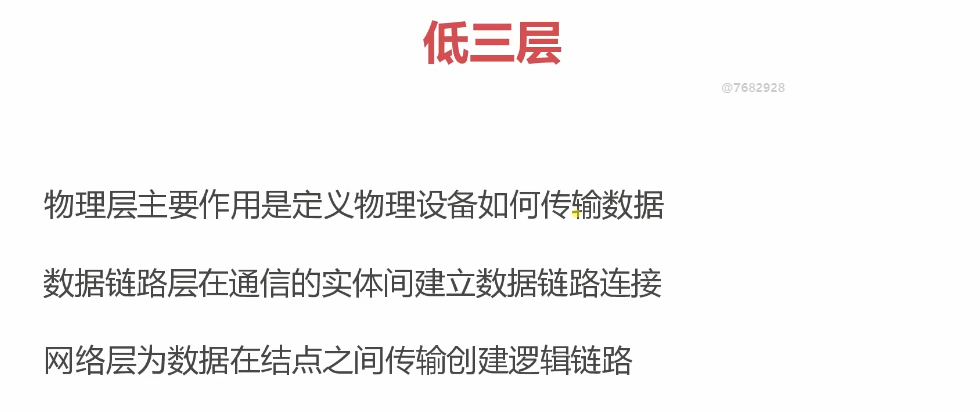 低三层
@7682928
物理层主要作用是定义物理设备如何传输数据
数据链路层在通信的实体间建立数据链路连接
网络层为数据在结点之间传输创建逻辑链路